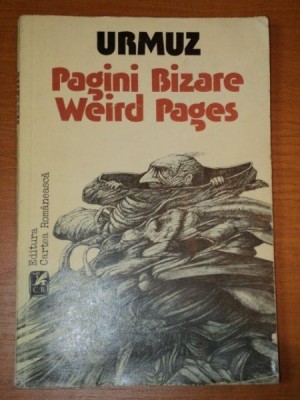 URMUZ
Pagini Bizare
Weird Pages
Editura
Cartea Românească